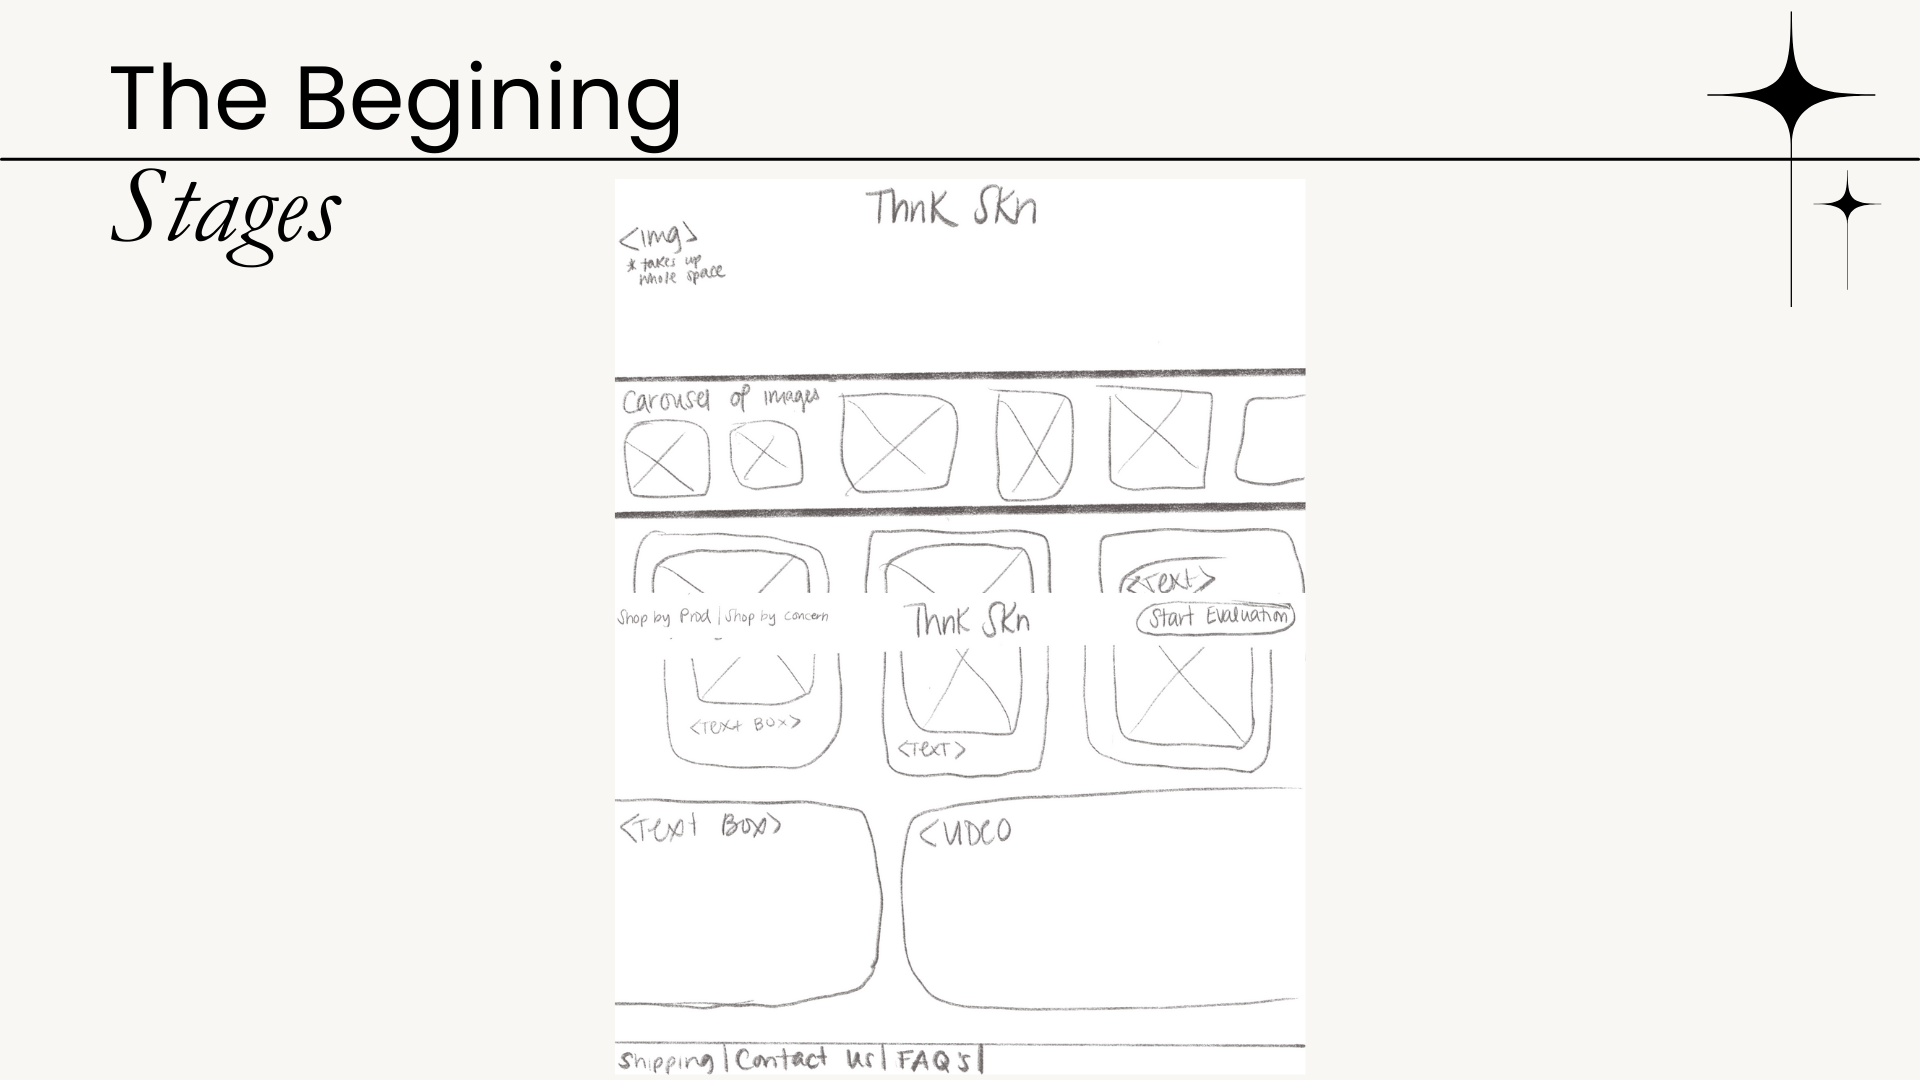 The Begining
Stages
Thnk Skn
<img>
* takes up
whole space
Carousel of images
<Text>
Shop by Prod | Shop by concern
Thnk Skn
Start Evaluation
<Text Box>
<Text>
<Text Box>
<VIDEO
Shipping | Contact Us | FAQ's |